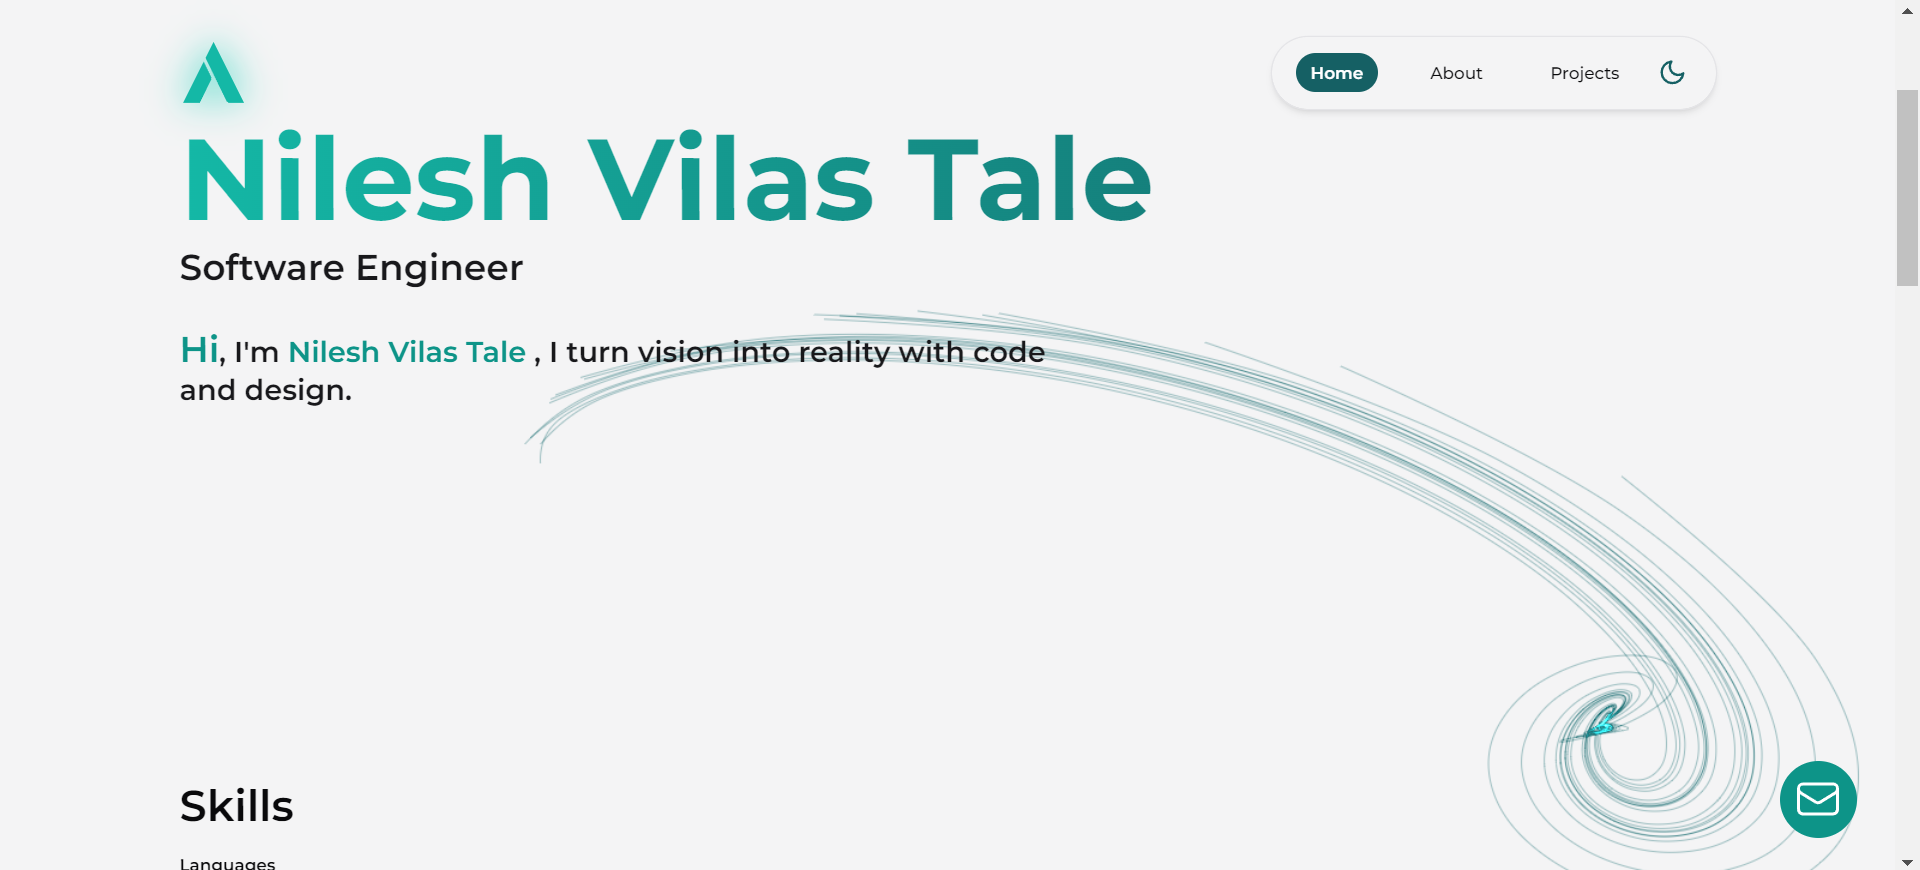 Home About Projects
Nilesh Vilas Tale
Software Engineer
Hi, I'm Nilesh Vilas Tale , I turn vision into reality with code
and design.
Skills
Languages